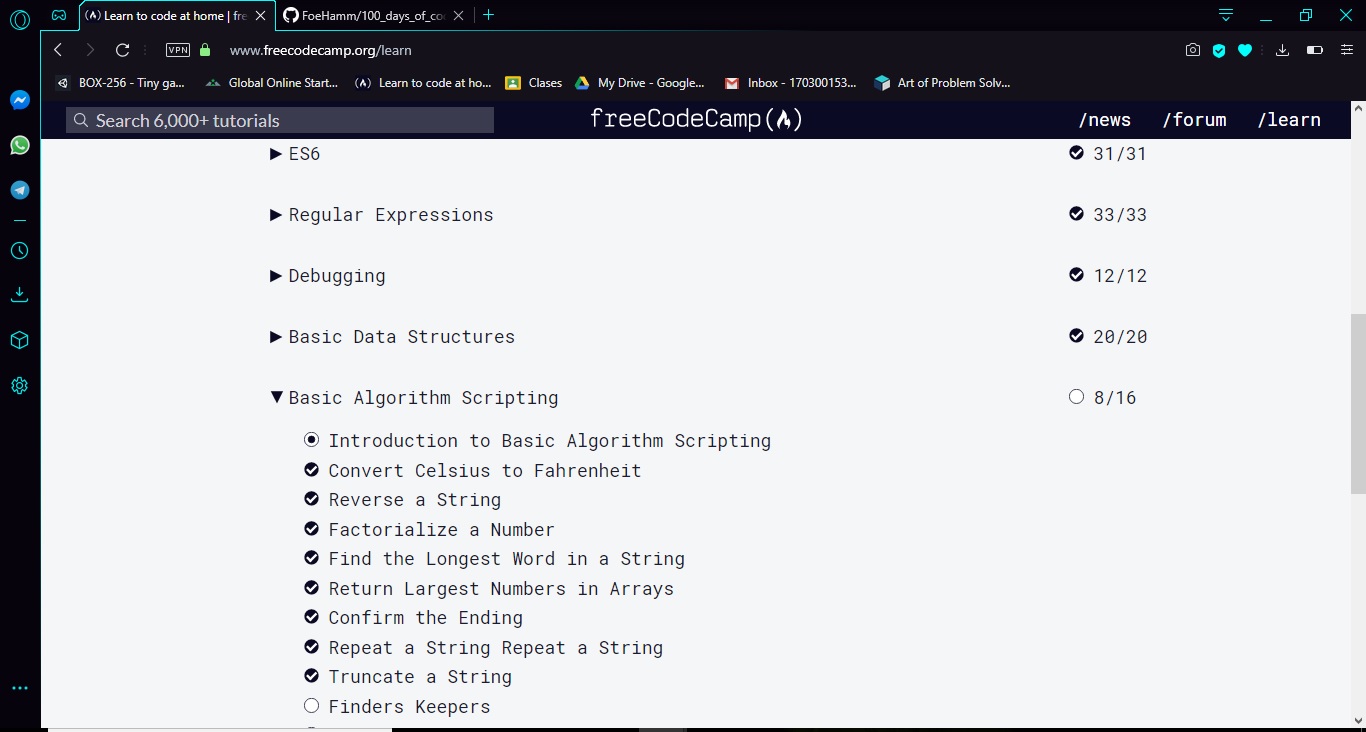 Learn to code at home | fre
FoeHamm/100_days_of_co
VPN
www.freecodecamp.org/learn
BOX-256 - Tiny ga...
Global Online Start...
Learn to code at ho...
Clases
My Drive - Google...
Inbox - 170300153...
Art of Problem Solv...
Search 6,000+ tutorials
freeCodeCamp
/news
/forum
/learn
ES6 31/31
Regular Expressions 33/33
Debugging 12/12
Basic Data Structures 20/20
Basic Algorithm Scripting 8/16
Introduction to Basic Algorithm Scripting
Convert Celsius to Fahrenheit
Reverse a String
Factorialize a Number
Find the Longest Word in a String
Return Largest Numbers in Arrays
Confirm the Ending
Repeat a String Repeat a String
Truncate a String
Finders Keepers